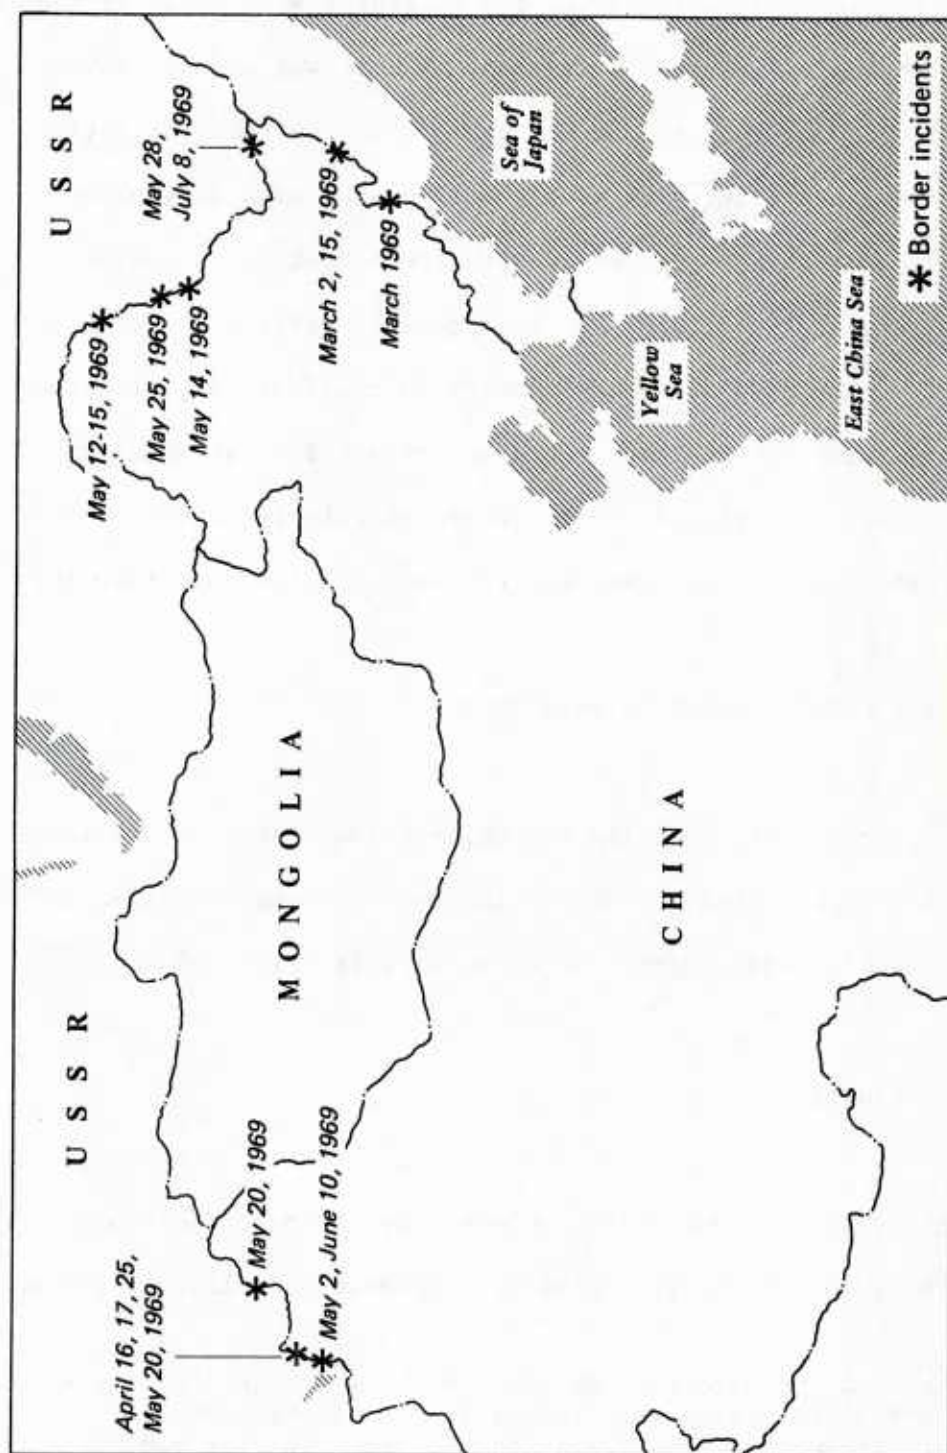 U S S R
U S S R
MONGOLIA
CHINA
April 16, 17, 25,
May 20, 1969
May 20, 1969
May 2, June 10, 1969
May 12-15, 1969
May 25, 1969
May 14, 1969
May 28,
July 8, 1969
March 2, 15, 1969
March 1969
Sea of
Japan
Yellow
Sea
East China Sea
Border incidents